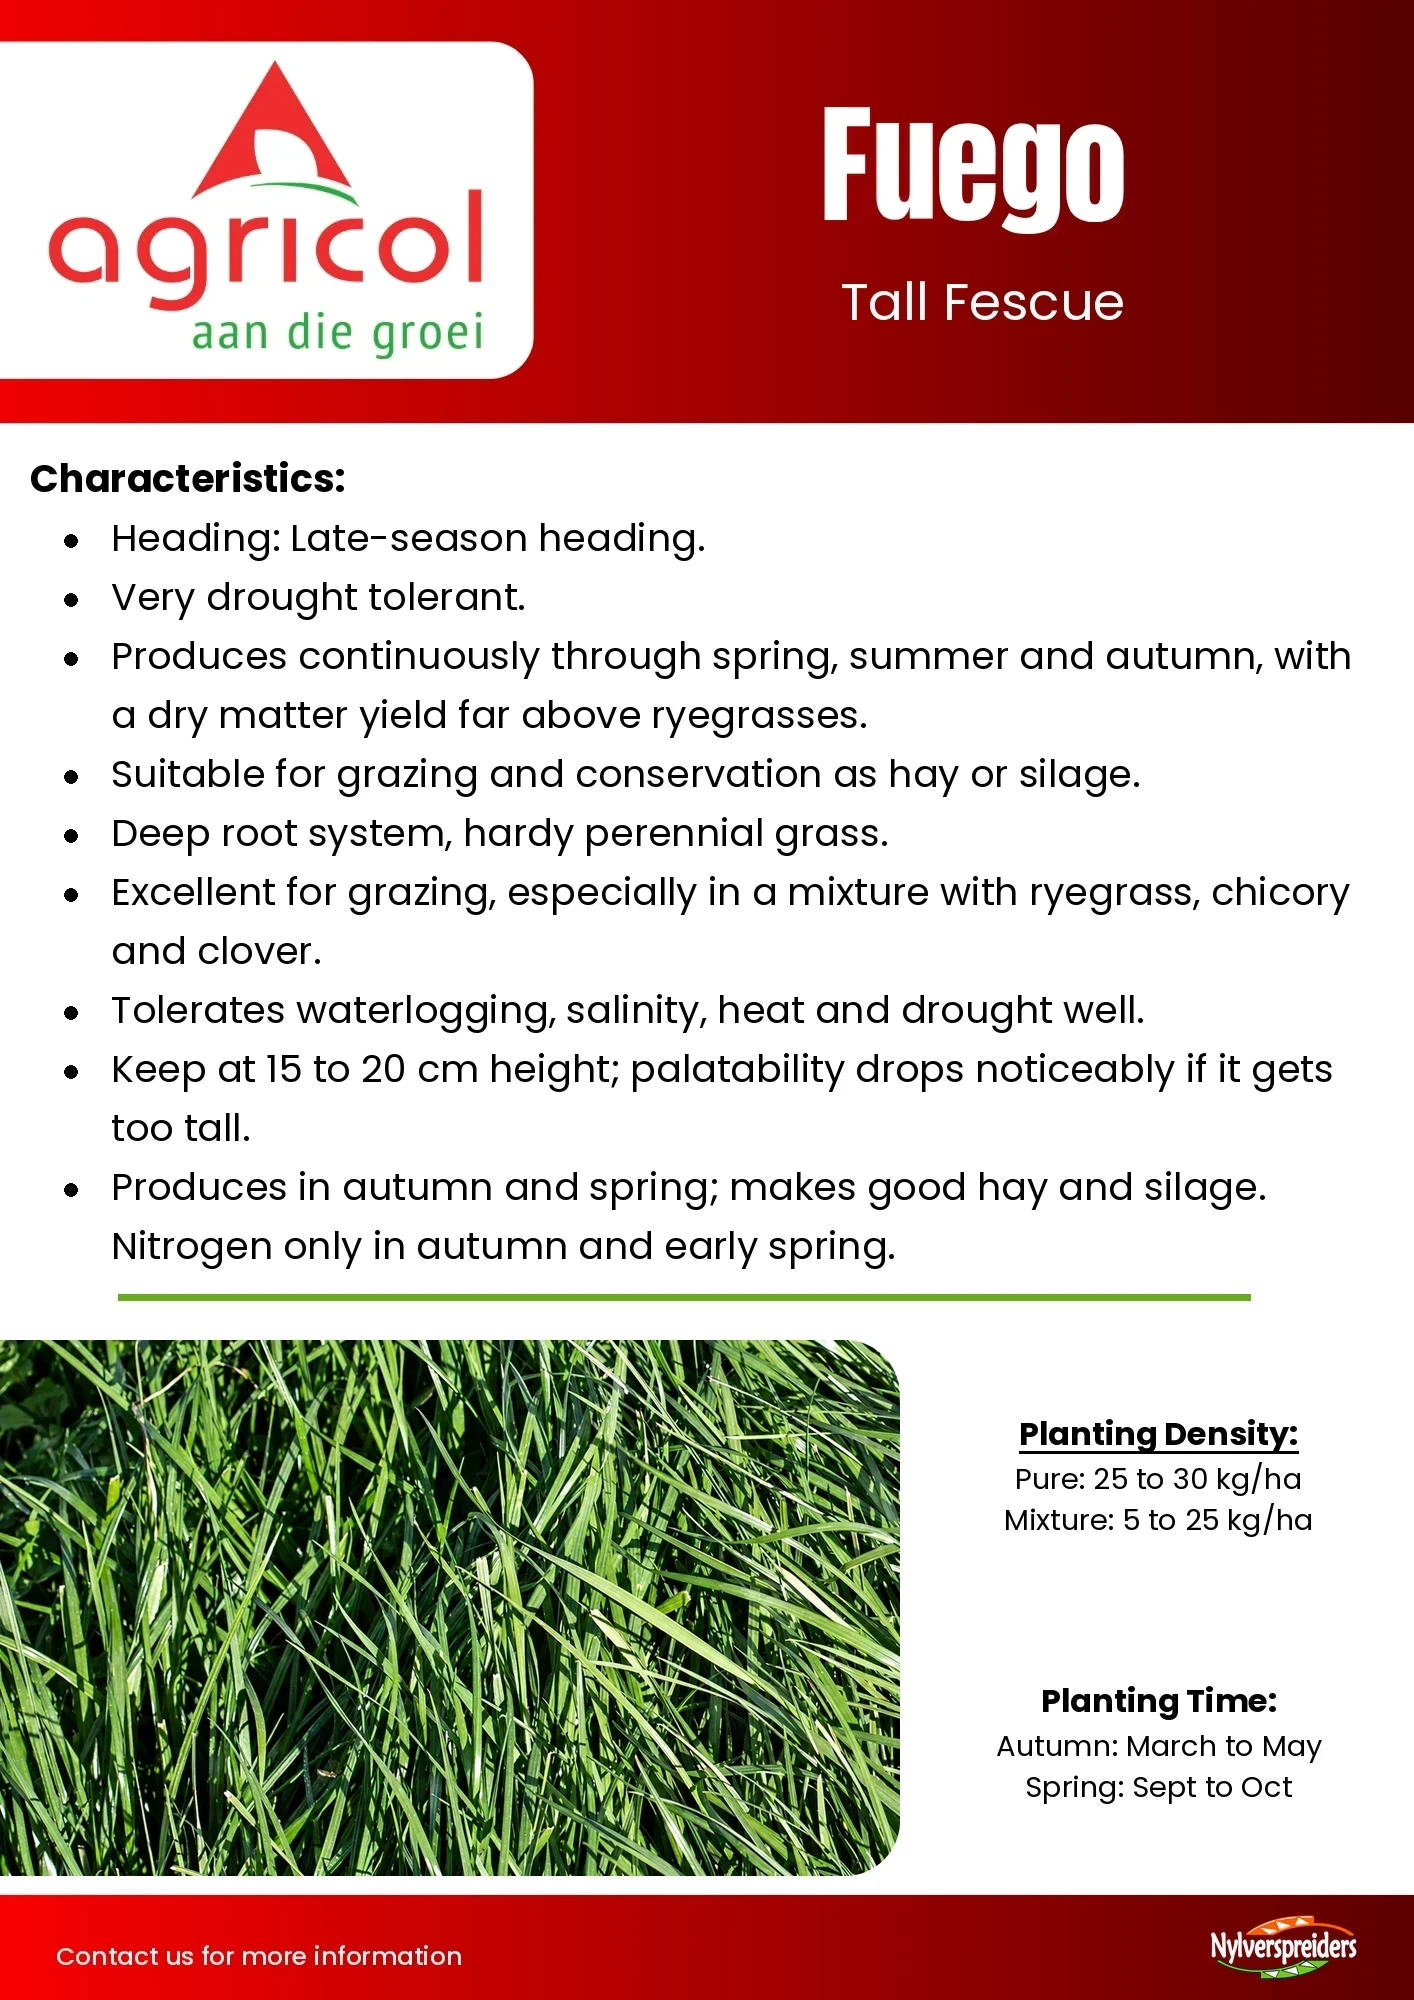 agricol
aan die groei
Fuego
Tall Fescue
Characteristics:
• Heading: Late-season heading.
• Very drought tolerant.
• Produces continuously through spring, summer and autumn, with
a dry matter yield far above ryegrasses.
• Suitable for grazing and conservation as hay or silage.
• Deep root system, hardy perennial grass.
• Excellent for grazing, especially in a mixture with ryegrass, chicory
and clover.
• Tolerates waterlogging, salinity, heat and drought well.
• Keep at 15 to 20 cm height; palatability drops noticeably if it gets
too tall.
• Produces in autumn and spring; makes good hay and silage.
Nitrogen only in autumn and early spring.
Planting Density:
Pure: 25 to 30 kg/ha
Mixture: 5 to 25 kg/ha
Planting Time:
Autumn: March to May
Spring: Sept to Oct
Contact us for more information
Nylverspreiders